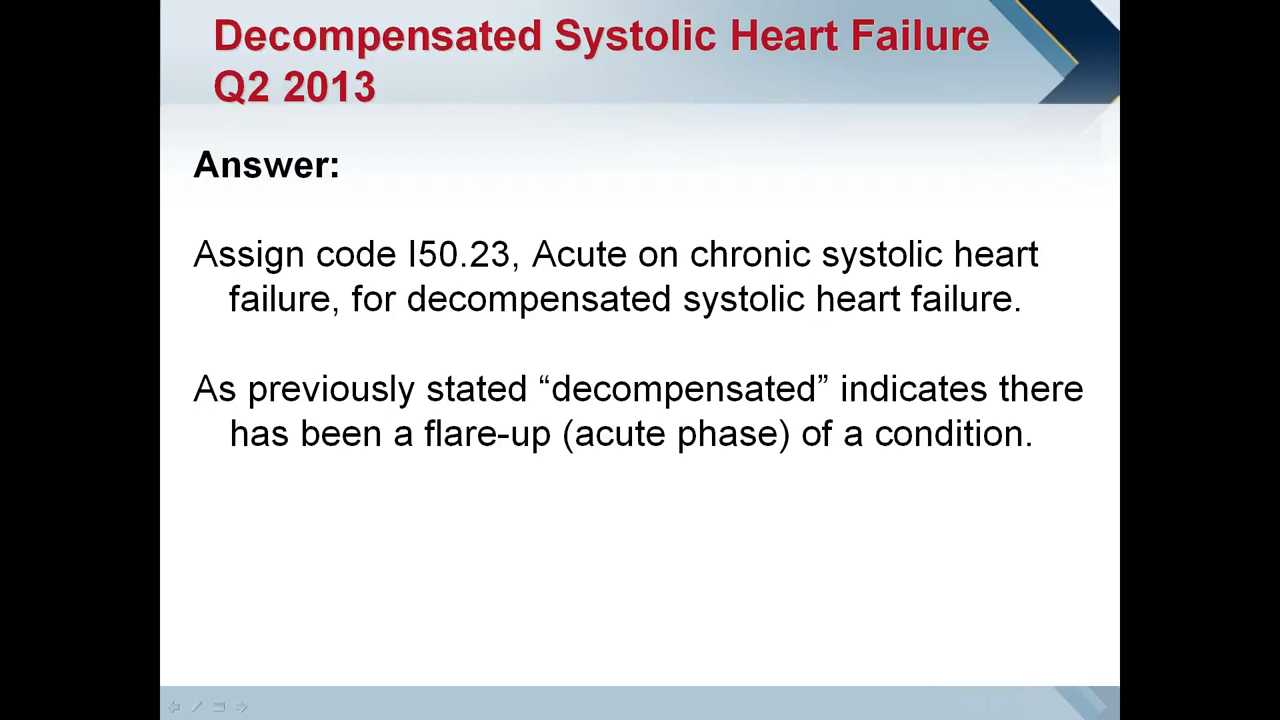 Decompensated Systolic Heart Failure
Q2 2013
Answer:
Assign code I50.23, Acute on chronic systolic heart
failure, for decompensated systolic heart failure.
As previously stated “decompensated” indicates there
has been a flare-up (acute phase) of a condition.